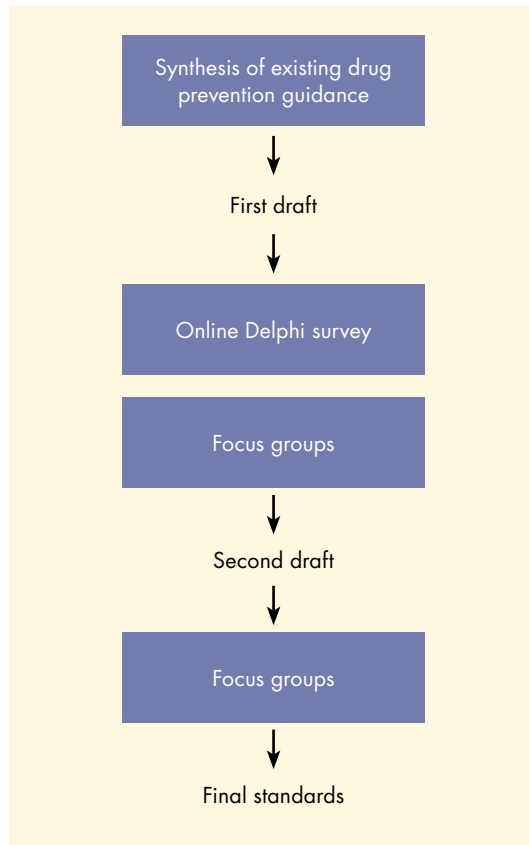 Synthesis of existing drug
prevention guidance
First draft
Online Delphi survey
Focus groups
Second draft
Focus groups
Final standards